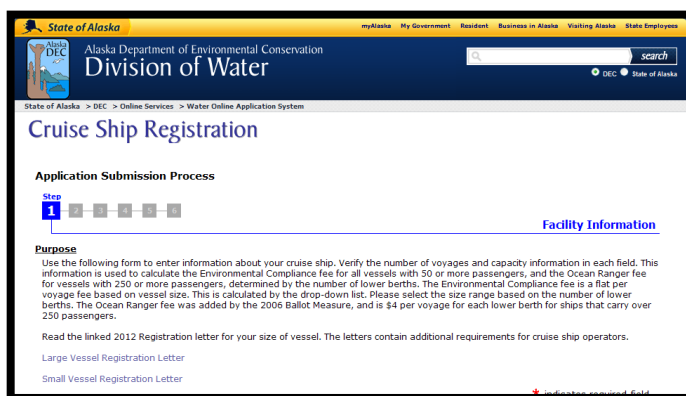 State of Alaska
myAlaska My Government Resident Business in Alaska Visiting Alaska State Employees
Alaska
DEC
Alaska Department of Environmental Conservation
Division of Water
search
DEC State of Alaska
State of Alaska > DEC > Online Services > Water Online Application System
Cruise Ship Registration
Application Submission Process
Step
1 2 3 4 5 6
Facility Information
Purpose
Use the following form to enter information about your cruise ship. Verify the number of voyages and capacity information in each field. This
information is used to calculate the Environmental Compliance fee for all vessels with 50 or more passengers, and the Ocean Ranger fee
for vessels with 250 or more passengers, determined by the number of lower berths. The Environmental Compliance fee is a flat per
voyage fee based on vessel size. This is calculated by the drop-down list. Please select the size range based on the number of lower
berths. The Ocean Ranger fee was added by the 2006 Ballot Measure, and is $4 per voyage for each lower berth for ships that carry over
250 passengers.
Read the linked 2012 Registration letter for your size of vessel. The letters contain additional requirements for cruise ship operators.
Large Vessel Registration Letter
Small Vessel Registration Letter
* indicates required field